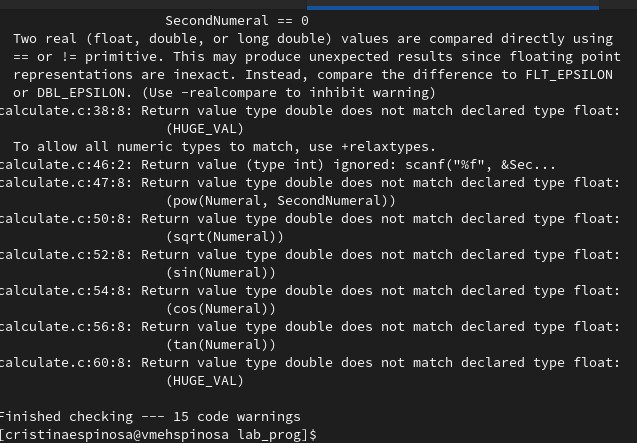 SecondNumeral == 0
Two real (float, double, or long double) values are compared directly using
== or != primitive. This may produce unexpected results since floating point
representations are inexact. Instead, compare the difference to FLT_EPSILON
or DBL_EPSILON. (Use -realcompare to inhibit warning)
calculate.c:38:8: Return value type double does not match declared type float:
(HUGE_VAL)
To allow all numeric types to match, use +relaxtypes.
calculate.c:46:2: Return value (type int) ignored: scanf("%f", &Sec...
calculate.c:47:8: Return value type double does not match declared type float:
(pow(Numeral, SecondNumeral))
calculate.c:50:8: Return value type double does not match declared type float:
(sqrt(Numeral))
calculate.c:52:8: Return value type double does not match declared type float:
(sin(Numeral))
calculate.c:54:8: Return value type double does not match declared type float:
(cos(Numeral))
calculate.c:56:8: Return value type double does not match declared type float:
(tan(Numeral))
calculate.c:60:8: Return value type double does not match declared type float:
(HUGE_VAL)
Finished checking --- 15 code warnings
[cristinaespinosa@vmehspinosa lab_prog]$